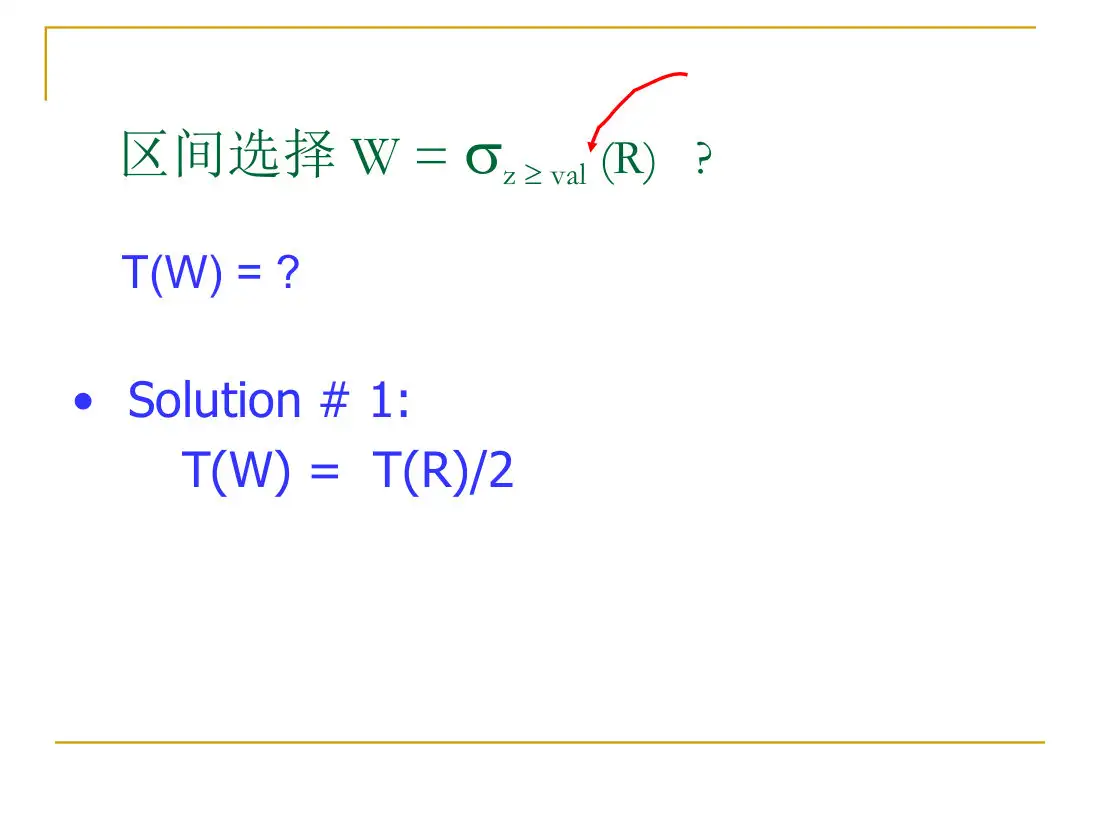 区间选择 W = σz ≥ val (R) ?
T(W) = ?
• Solution # 1:
T(W) = T(R)/2